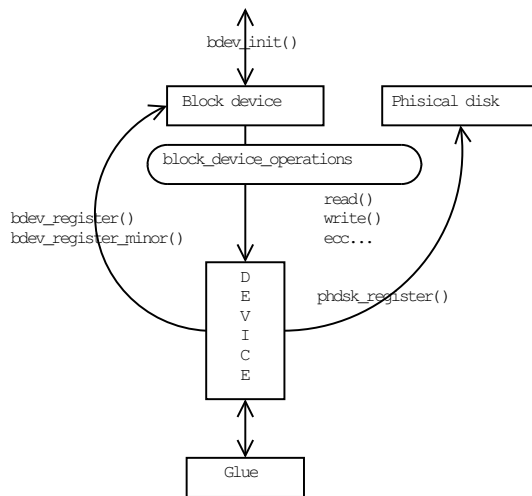 bdev_init()
Block device
Phisical disk
block_device_operations
read()
write()
ecc...
bdev_register()
bdev_register_minor()
D
E
V
I
C
E
phdsk_register()
Glue